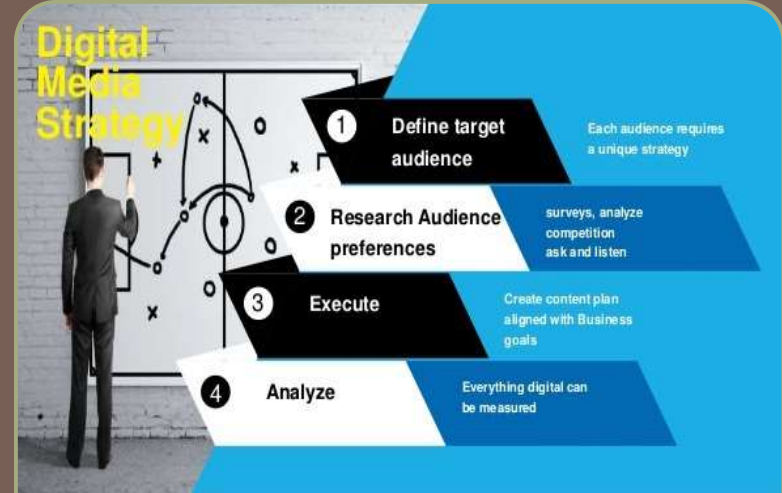 Digital
Media
Strategy
1
Define target
audience
Each audience requires
a unique strategy
2
Research Audience
preferences
surveys, analyze
competition
ask and listen
3
Execute
Create content plan
aligned with Business
goals
4
Analyze
Everything digital can
be measured